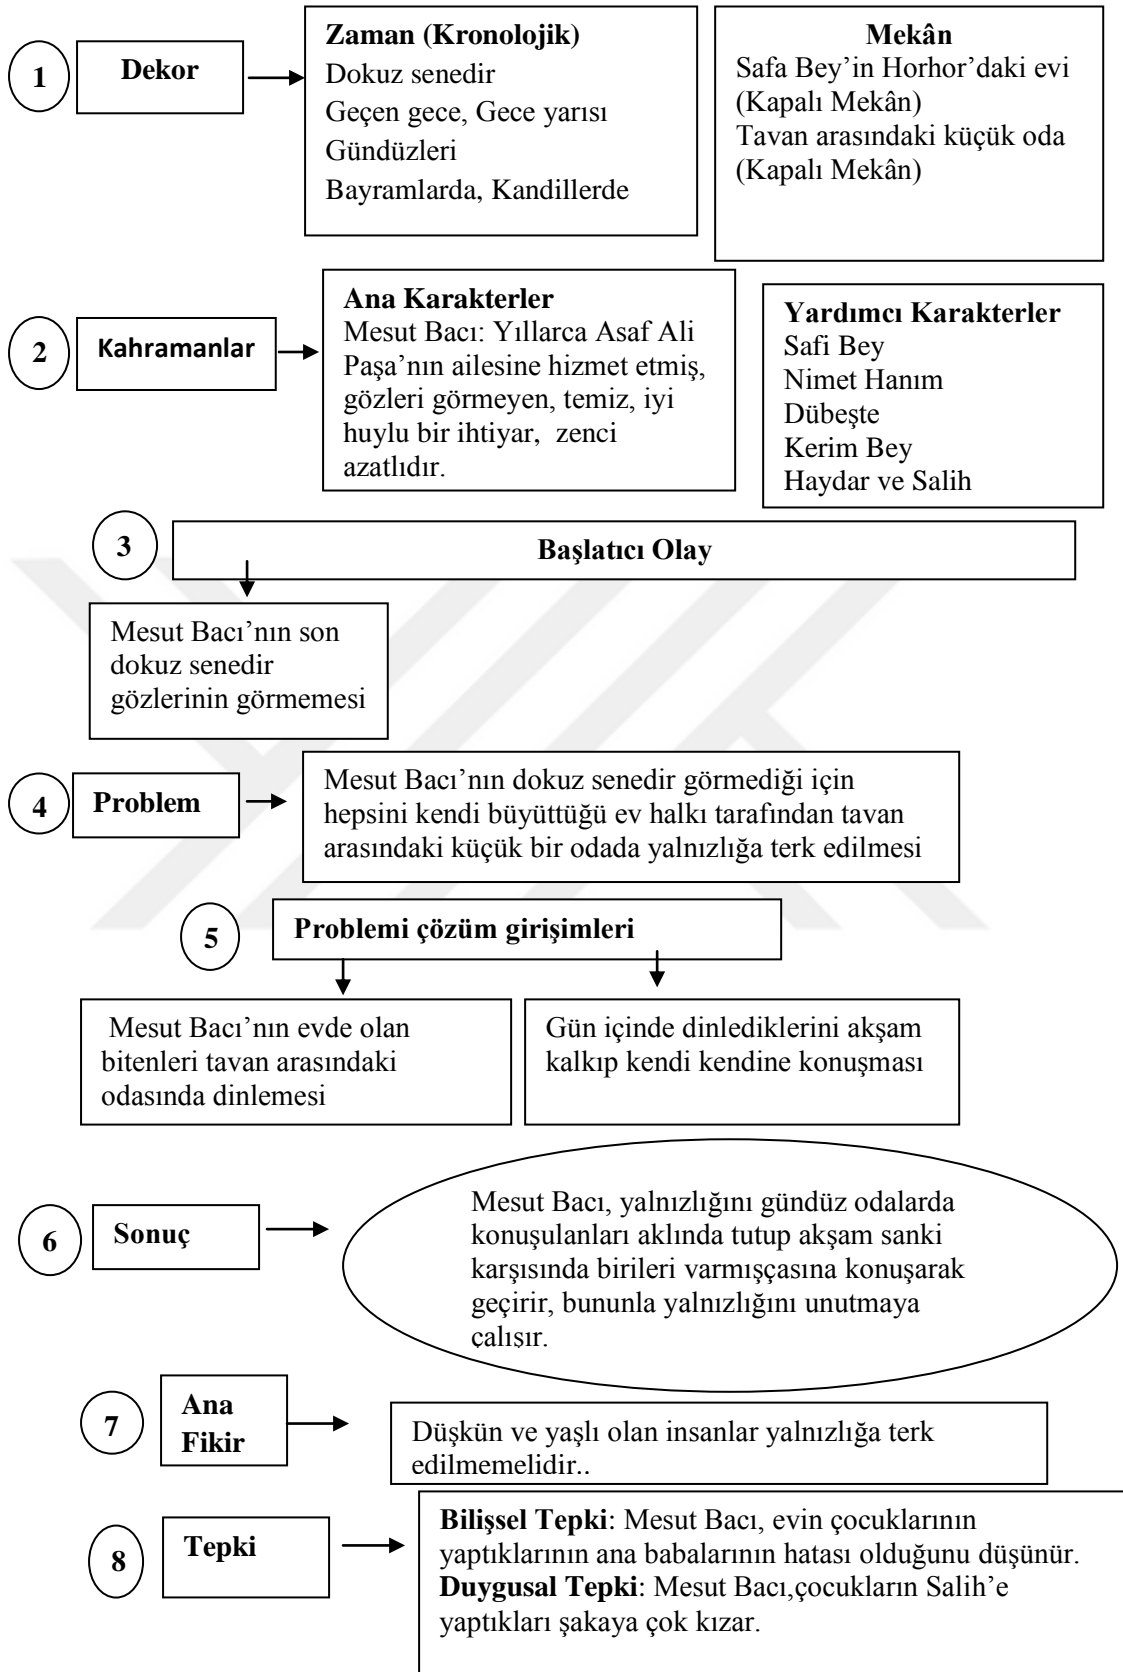 1
Dekor
Zaman (Kronolojik)
Dokuz senedir
Geçen gece, Gece yarısı
Gündüzleri
Bayramlarda, Kandillerde
Mekân
Safa Bey’in Horhor’daki evi
(Kapalı Mekân)
Tavan arasındaki küçük oda
(Kapalı Mekân)
2
Kahramanlar
Ana Karakterler
Mesut Bacı: Yıllarca Asaf Ali
Paşa’nın ailesine hizmet etmiş,
gözleri görmeyen, temiz, iyi
huylu bir ihtiyar, zenci
azatlıdır.
Yardımcı Karakterler
Safi Bey
Nimet Hanım
Dübeşte
Kerim Bey
Haydar ve Salih
3
Başlatıcı Olay
Mesut Bacı’nın son
dokuz senedir
gözlerinin görmemesi
4
Problem
Mesut Bacı’nın dokuz senedir görmediği için
hepsini kendi büyüttüğü ev halkı tarafından tavan
arasındaki küçük bir odada yalnızlığa terk edilmesi
5
Problemi çözüm girişimleri
Mesut Bacı’nın evde olan
bitenleri tavan arasındaki
odasında dinlemesi
Gün içinde dinlediklerini akşam
kalkıp kendi kendine konuşması
6
Sonuç
Mesut Bacı, yalnızlığını gündüz odalarda
konuşulanları aklında tutup akşam sanki
karşısında birileri varmışçasına konuşarak
geçirir, bununla yalnızlığını unutmaya
çalışır.
7
Ana
Fikir
Düşkün ve yaşlı olan insanlar yalnızlığa terk
edilmemelidir..
8
Tepki
Bilişsel Tepki: Mesut Bacı, evin çocuklarının
yaptıklarının ana babalarının hatası olduğunu düşünür.
Duygusal Tepki: Mesut Bacı,çocukların Salih’e
yaptıkları şakaya çok kızar.